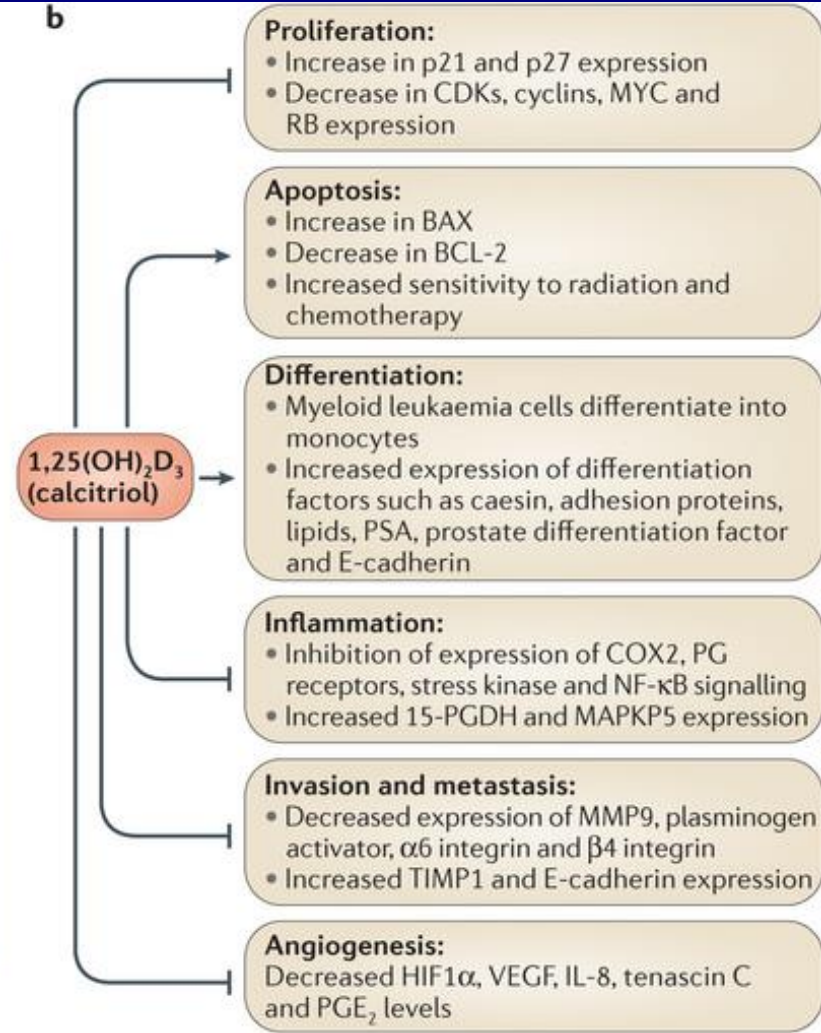 b
Proliferation:
• Increase in p21 and p27 expression
• Decrease in CDKs, cyclins, MYC and
RB expression
Apoptosis:
• Increase in BAX
• Decrease in BCL-2
• Increased sensitivity to radiation and
chemotherapy
Differentiation:
• Myeloid leukaemia cells differentiate into
monocytes
• Increased expression of differentiation
factors such as caesin, adhesion proteins,
lipids, PSA, prostate differentiation factor
and E-cadherin
1,25(OH)₂D₃
(calcitriol)
Inflammation:
• Inhibition of expression of COX2, PG
receptors, stress kinase and NF-κB signalling
• Increased 15-PGDH and MAPKP5 expression
Invasion and metastasis:
• Decreased expression of MMP9, plasminogen
activator, α6 integrin and β4 integrin
• Increased TIMP1 and E-cadherin expression
Angiogenesis:
Decreased HIF1α, VEGF, IL-8, tenascin C
and PGE₂ levels